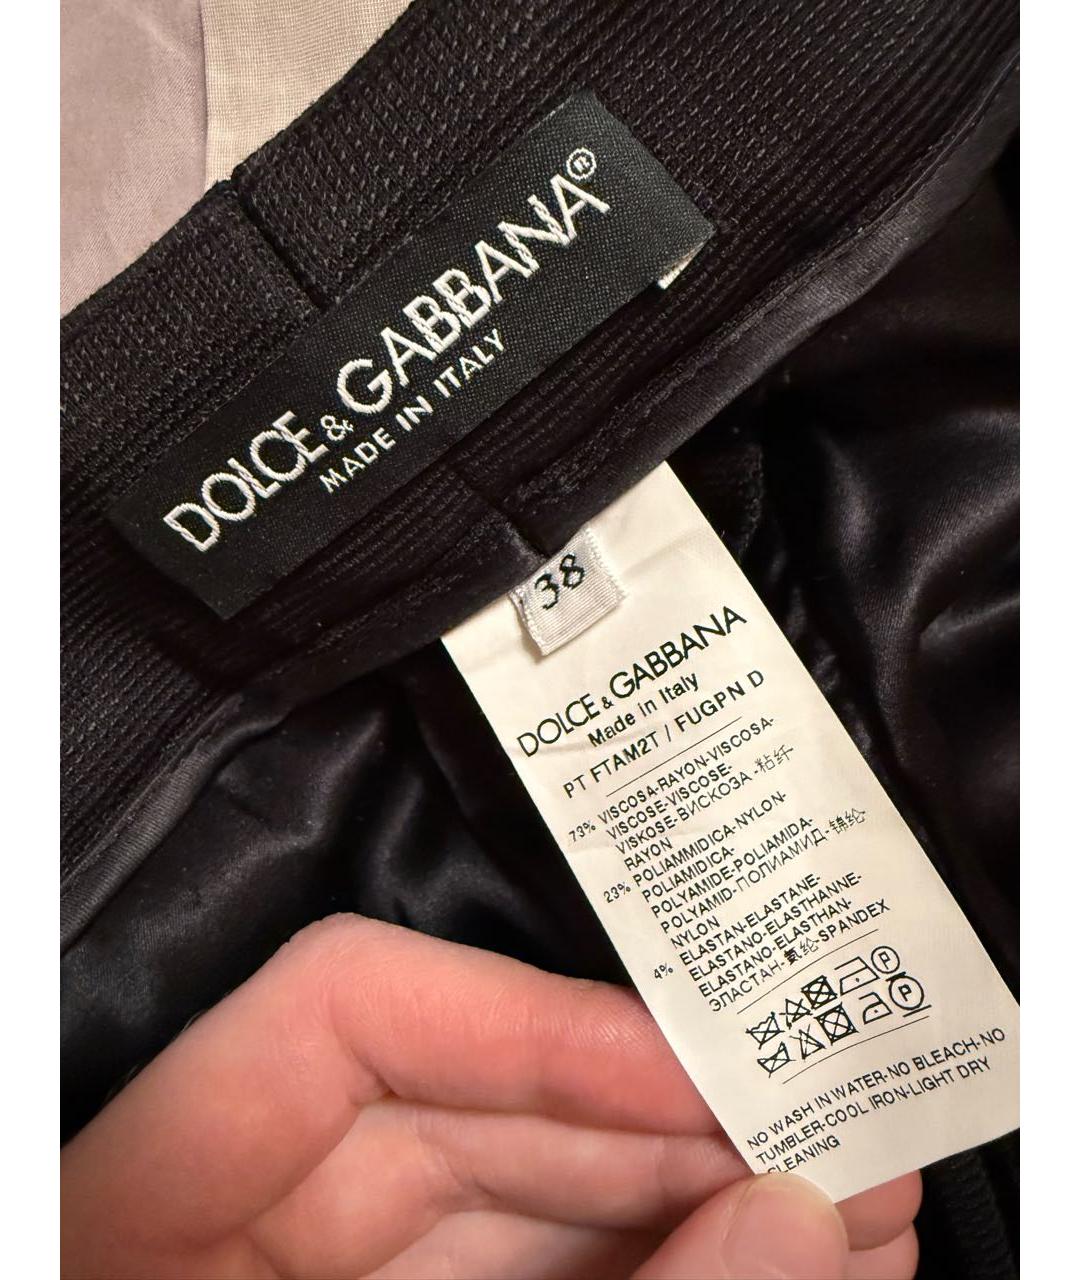 DOLCE & GABBANA®
MADE IN ITALY
38
DOLCE & GABBANA
Made in Italy
PT FTAM2T / FUGPN D
73% VISCOSA-RAYON-VISCOSA-
VISCOSE-VISCOSE-
VISKOSE-ВИСКОЗА-粘纤
RAYON
23% POLIAMMIDICA-NYLON-
POLIAMIDICA-
POLYAMIDE-POLIAMIDA-
POLYAMID-ПОЛИАМИД-锦纶
NYLON
4% ELASTAN-ELASTANE-
ELASTANO-ELASTHANNE-
ELASTANO-ELASTHAN-
ЭЛАСТАН-氨纶-SPANDEX
P
P
NO WASH IN WATER-NO BLEACH-NO
TUMBLER-COOL IRON-LIGHT DRY
CLEANING